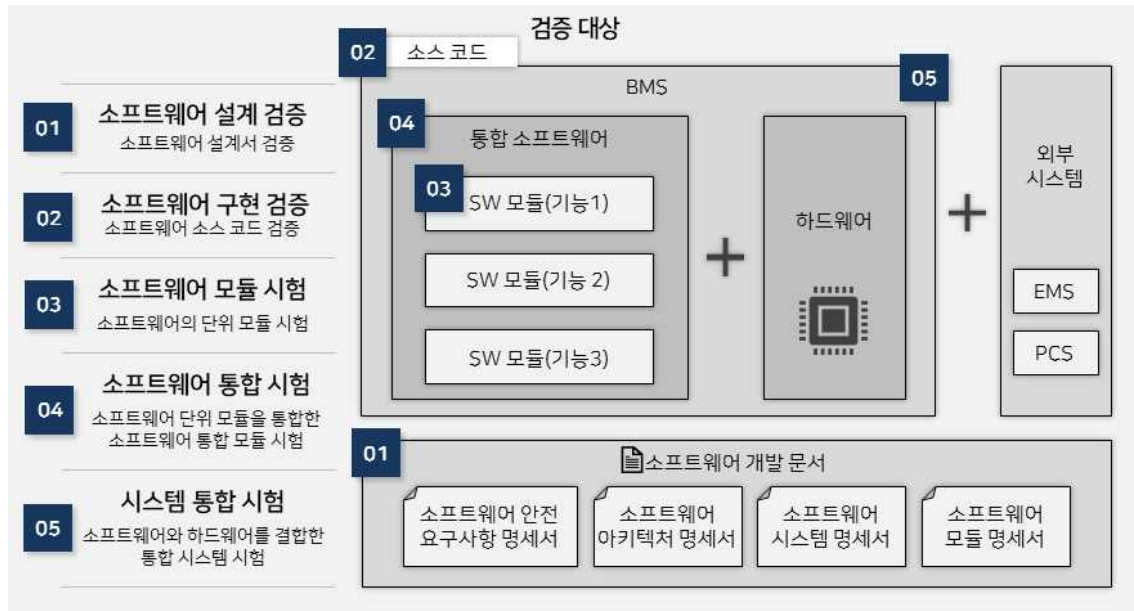 검증 대상
01
소프트웨어 설계 검증
소프트웨어 설계서 검증
02
소프트웨어 구현 검증
소프트웨어 소스 코드 검증
03
소프트웨어 모듈 시험
소프트웨어의 단위 모듈 시험
04
소프트웨어 통합 시험
소프트웨어 단위 모듈을 통합한
소프트웨어 통합 모듈 시험
05
시스템 통합 시험
소프트웨어와 하드웨어를 결합한
통합 시스템 시험
02
소스 코드
05
BMS
04
통합 소프트웨어
03
SW 모듈(기능1)
SW 모듈(기능 2)
SW 모듈(기능3)
+
하드웨어
+
외부
시스템
EMS
PCS
01
소프트웨어 개발 문서
소프트웨어 안전
요구사항 명세서
소프트웨어
아키텍처 명세서
소프트웨어
시스템 명세서
소프트웨어
모듈 명세서